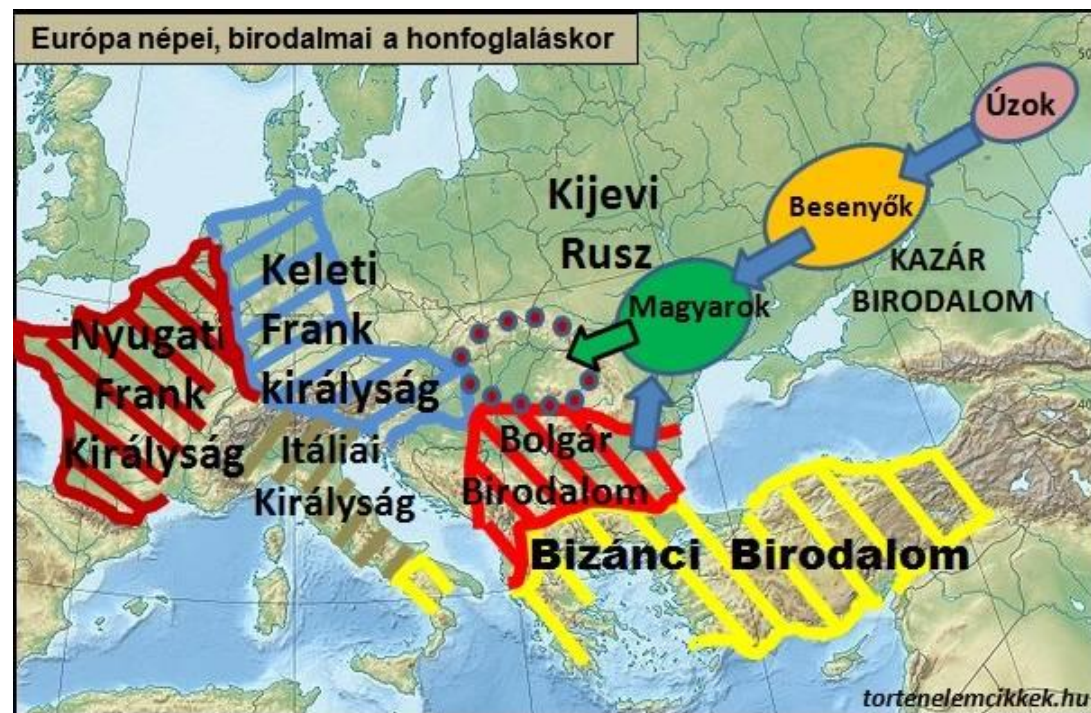 Európa népei, birodalmai a honfoglaláskor
Úzok
Besenyők
Kijevi
Rusz
KAZÁR
BIRODALOM
Magyarok
Keleti
Frank
királyság
Nyugati
Frank
Királyság
Itáliai
Királyság
Bolgár
Birodalom
Bizánci Birodalom
tortenelemcikkek.hu